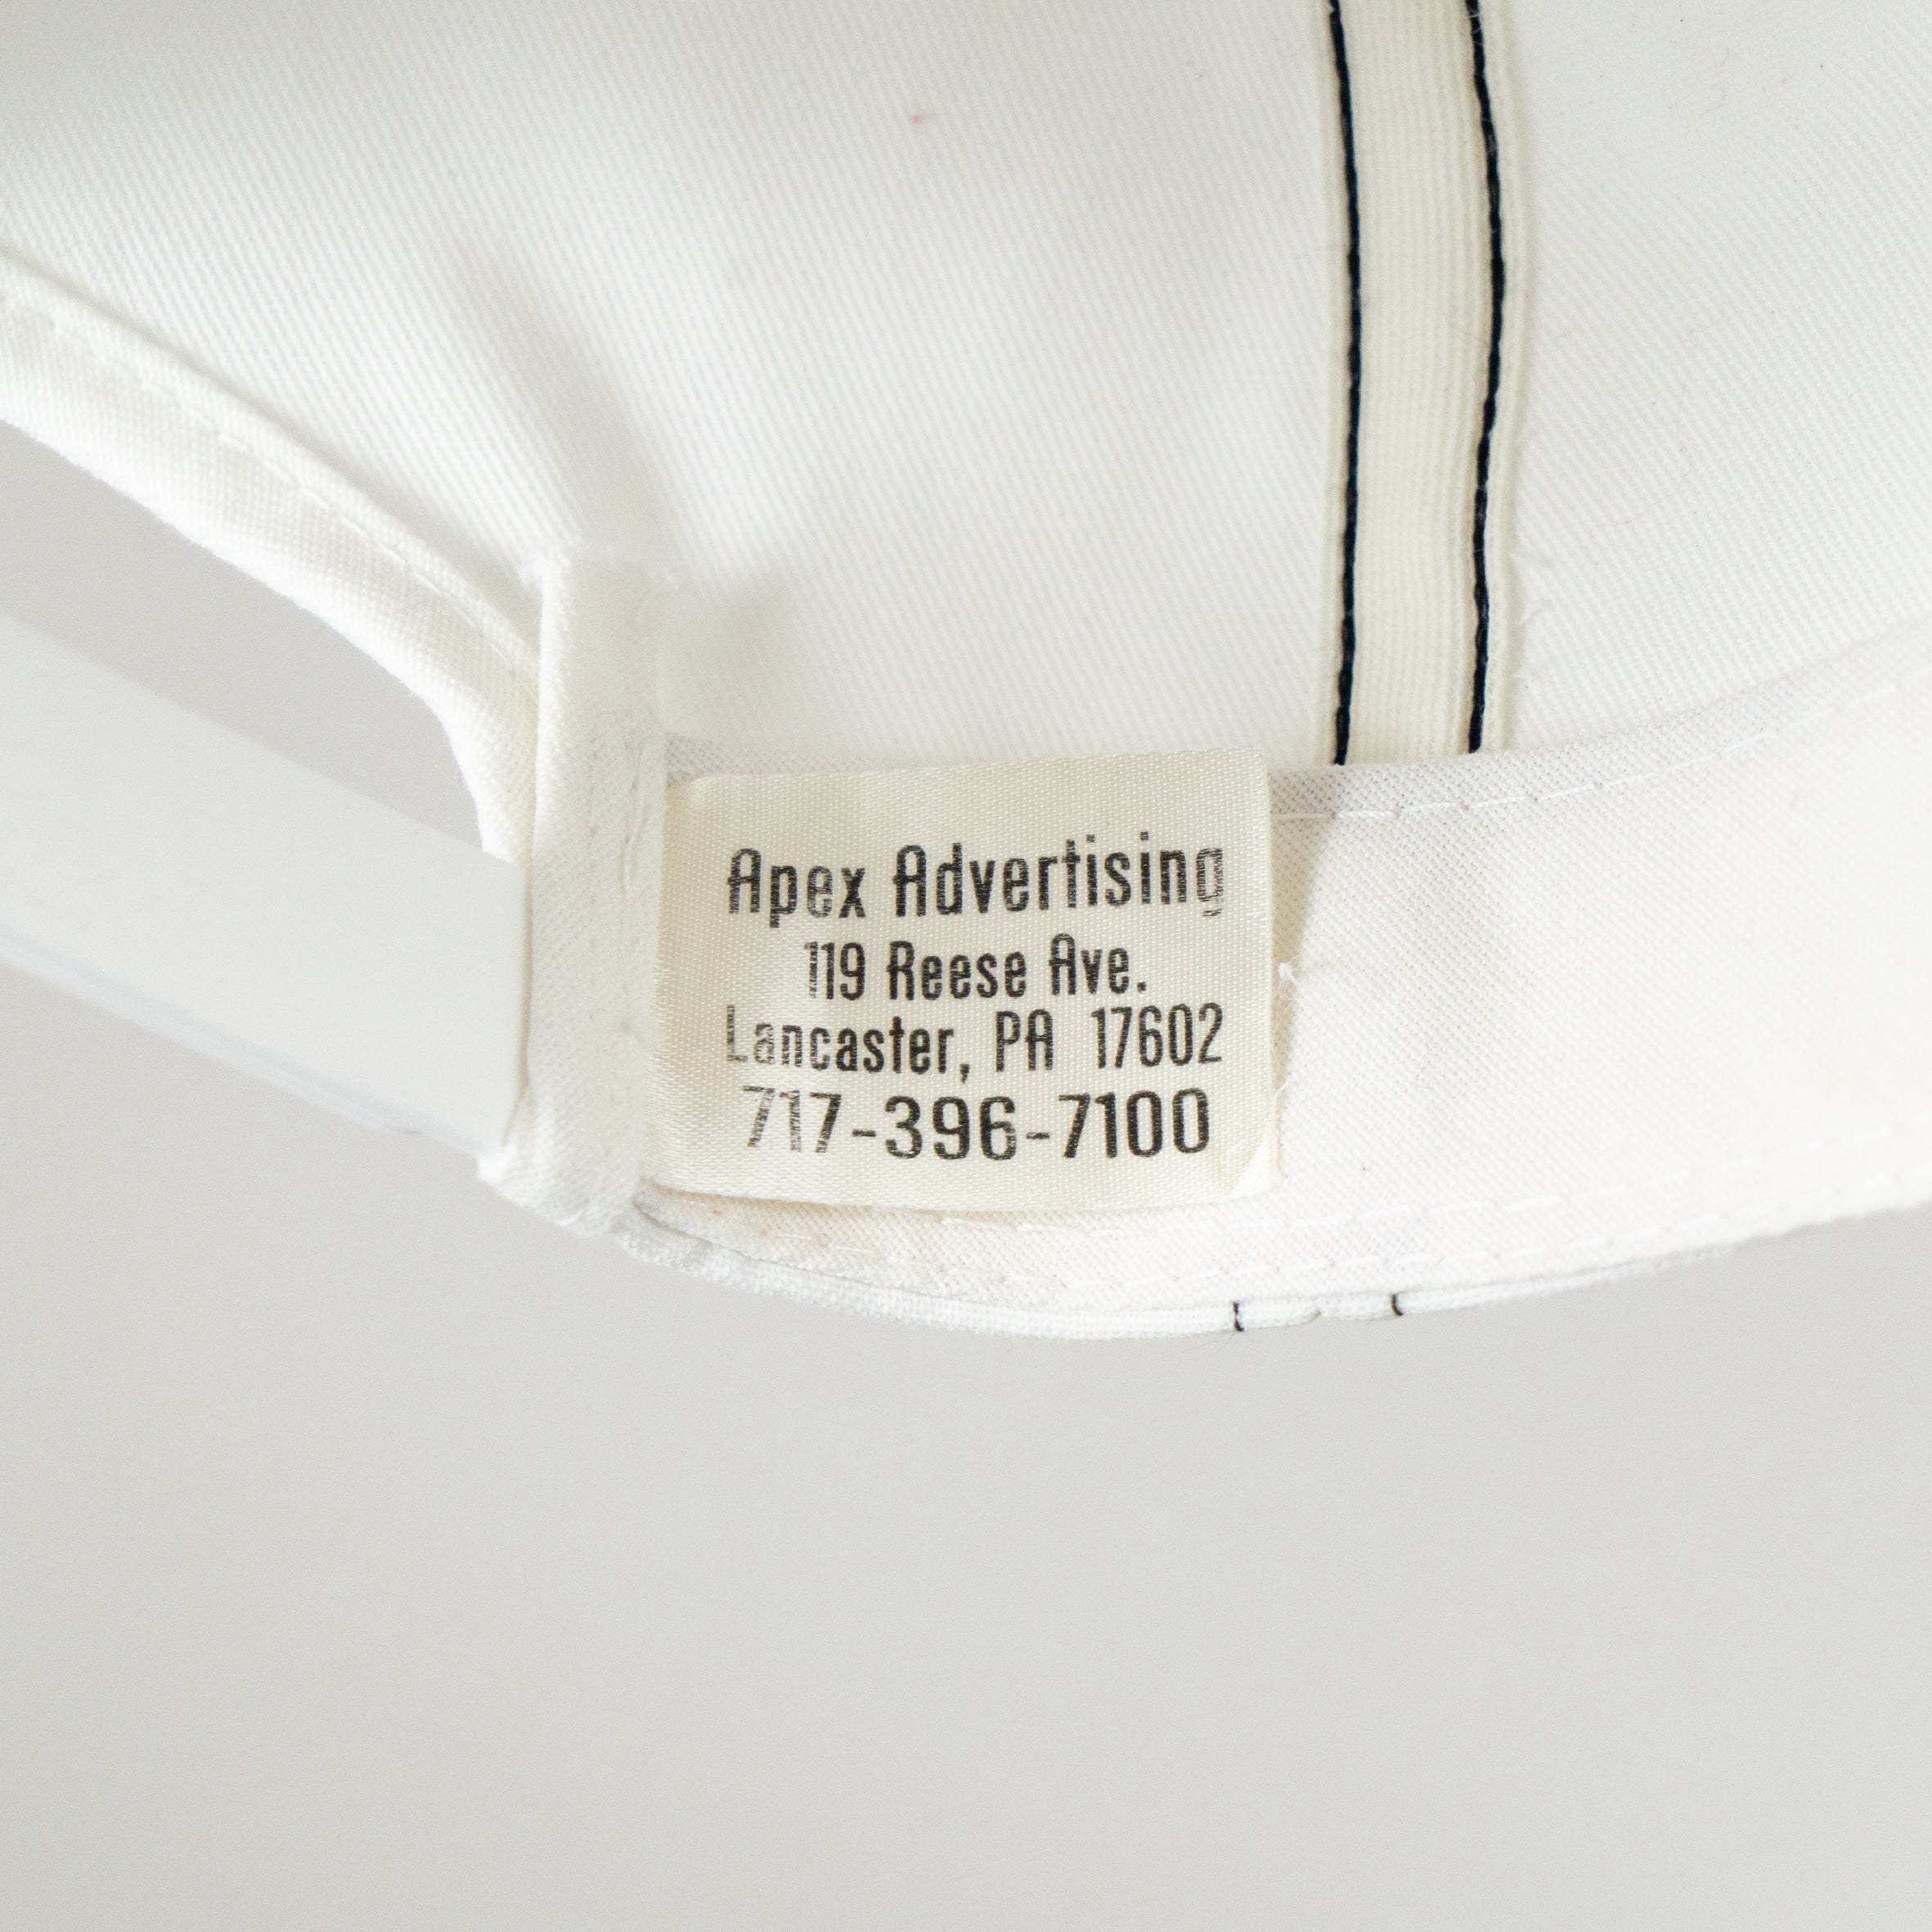 Apex Advertising
119 Reese Ave.
Lancaster, PA 17602
717-396-7100